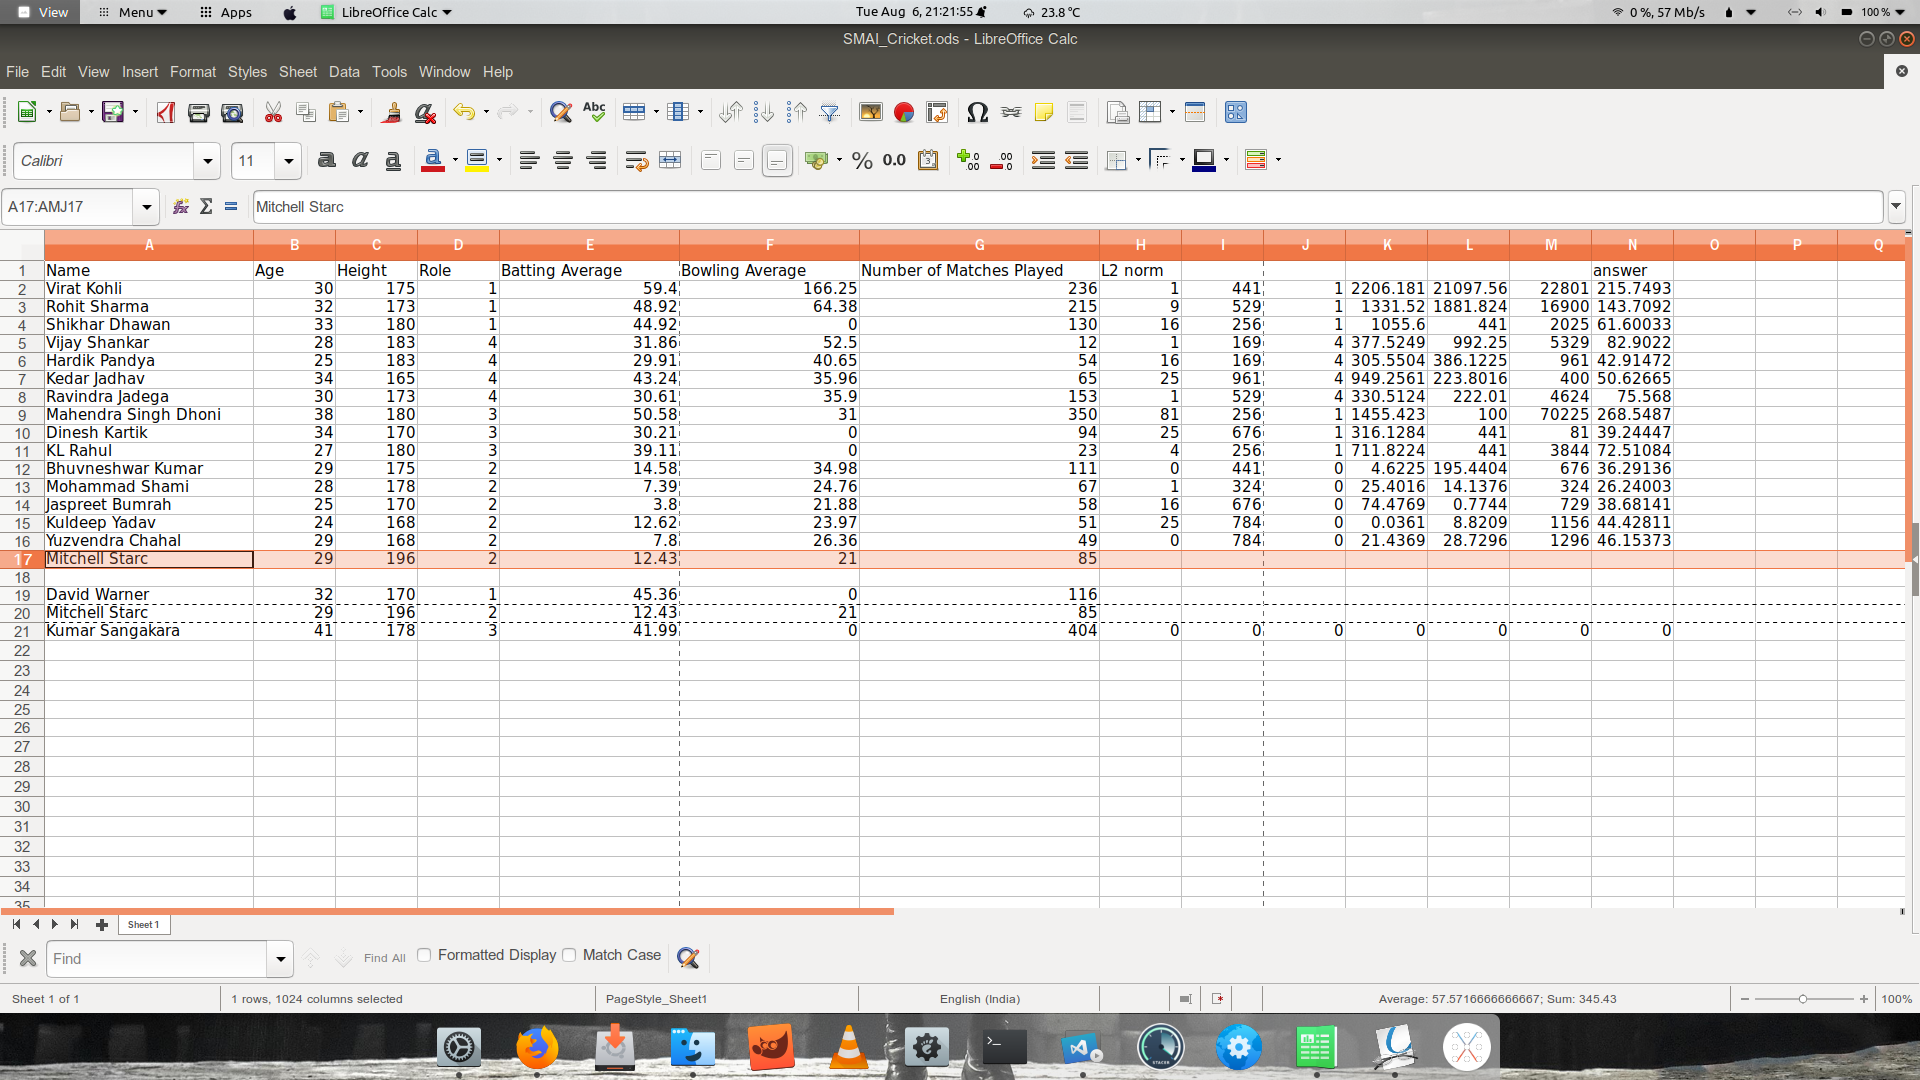 View Menu Apps LibreOffice Calc Tue Aug 6, 21:21:55 23.8 °C 0 %, 57 Mb/s 100 %
SMAI_Cricket.ods - LibreOffice Calc
File Edit View Insert Format Styles Sheet Data Tools Window Help
Abc
Calibri 11 a a a a % 0.0
A17:AMJ17 Mitchell Starc
A B C D E F G H I J K L M N O P Q
1 Name Age Height Role Batting Average Bowling Average Number of Matches Played L2 norm answer
2 Virat Kohli 30 175 1 59.4 166.25 236 1 441 1 2206.181 21097.56 22801 215.7493
3 Rohit Sharma 32 173 1 48.92 64.38 215 9 529 1 1331.52 1881.824 16900 143.7092
4 Shikhar Dhawan 33 180 1 44.92 0 130 16 256 1 1055.6 441 2025 61.60033
5 Vijay Shankar 28 183 4 31.86 52.5 12 1 169 4 377.5249 992.25 5329 82.9022
6 Hardik Pandya 25 183 4 29.91 40.65 54 16 169 4 305.5504 386.1225 961 42.91472
7 Kedar Jadhav 34 165 4 43.24 35.96 65 25 961 4 949.2561 223.8016 400 50.62665
8 Ravindra Jadega 30 173 4 30.61 35.9 153 1 529 4 330.5124 222.01 4624 75.568
9 Mahendra Singh Dhoni 38 180 3 50.58 31 350 81 256 1 1455.423 100 70225 268.5487
10 Dinesh Kartik 34 170 3 30.21 0 94 25 676 1 316.1284 441 81 39.24447
11 KL Rahul 27 180 3 39.11 0 23 4 256 1 711.8224 441 3844 72.51084
12 Bhuvneshwar Kumar 29 175 2 14.58 34.98 111 0 441 0 4.6225 195.4404 676 36.29136
13 Mohammad Shami 28 178 2 7.39 24.76 67 1 324 0 25.4016 14.1376 324 26.24003
14 Jaspreet Bumrah 25 170 2 3.8 21.88 58 16 676 0 74.4769 0.7744 729 38.68141
15 Kuldeep Yadav 24 168 2 12.62 23.97 51 25 784 0 0.0361 8.8209 1156 44.42811
16 Yuzvendra Chahal 29 168 2 7.8 26.36 49 0 784 0 21.4369 28.7296 1296 46.15373
17 Mitchell Starc 29 196 2 12.43 21 85
18
19 David Warner 32 170 1 45.36 0 116
20 Mitchell Starc 29 196 2 12.43 21 85
21 Kumar Sangakara 41 178 3 41.99 0 404 0 0 0 0 0 0 0
22
23
24
25
26
27
28
29
30
31
32
33
34
35
Sheet 1
Find Find All Formatted Display Match Case
Sheet 1 of 1 1 rows, 1024 columns selected PageStyle_Sheet1 English (India) Average: 57.5716666666667; Sum: 345.43 100%
STACER